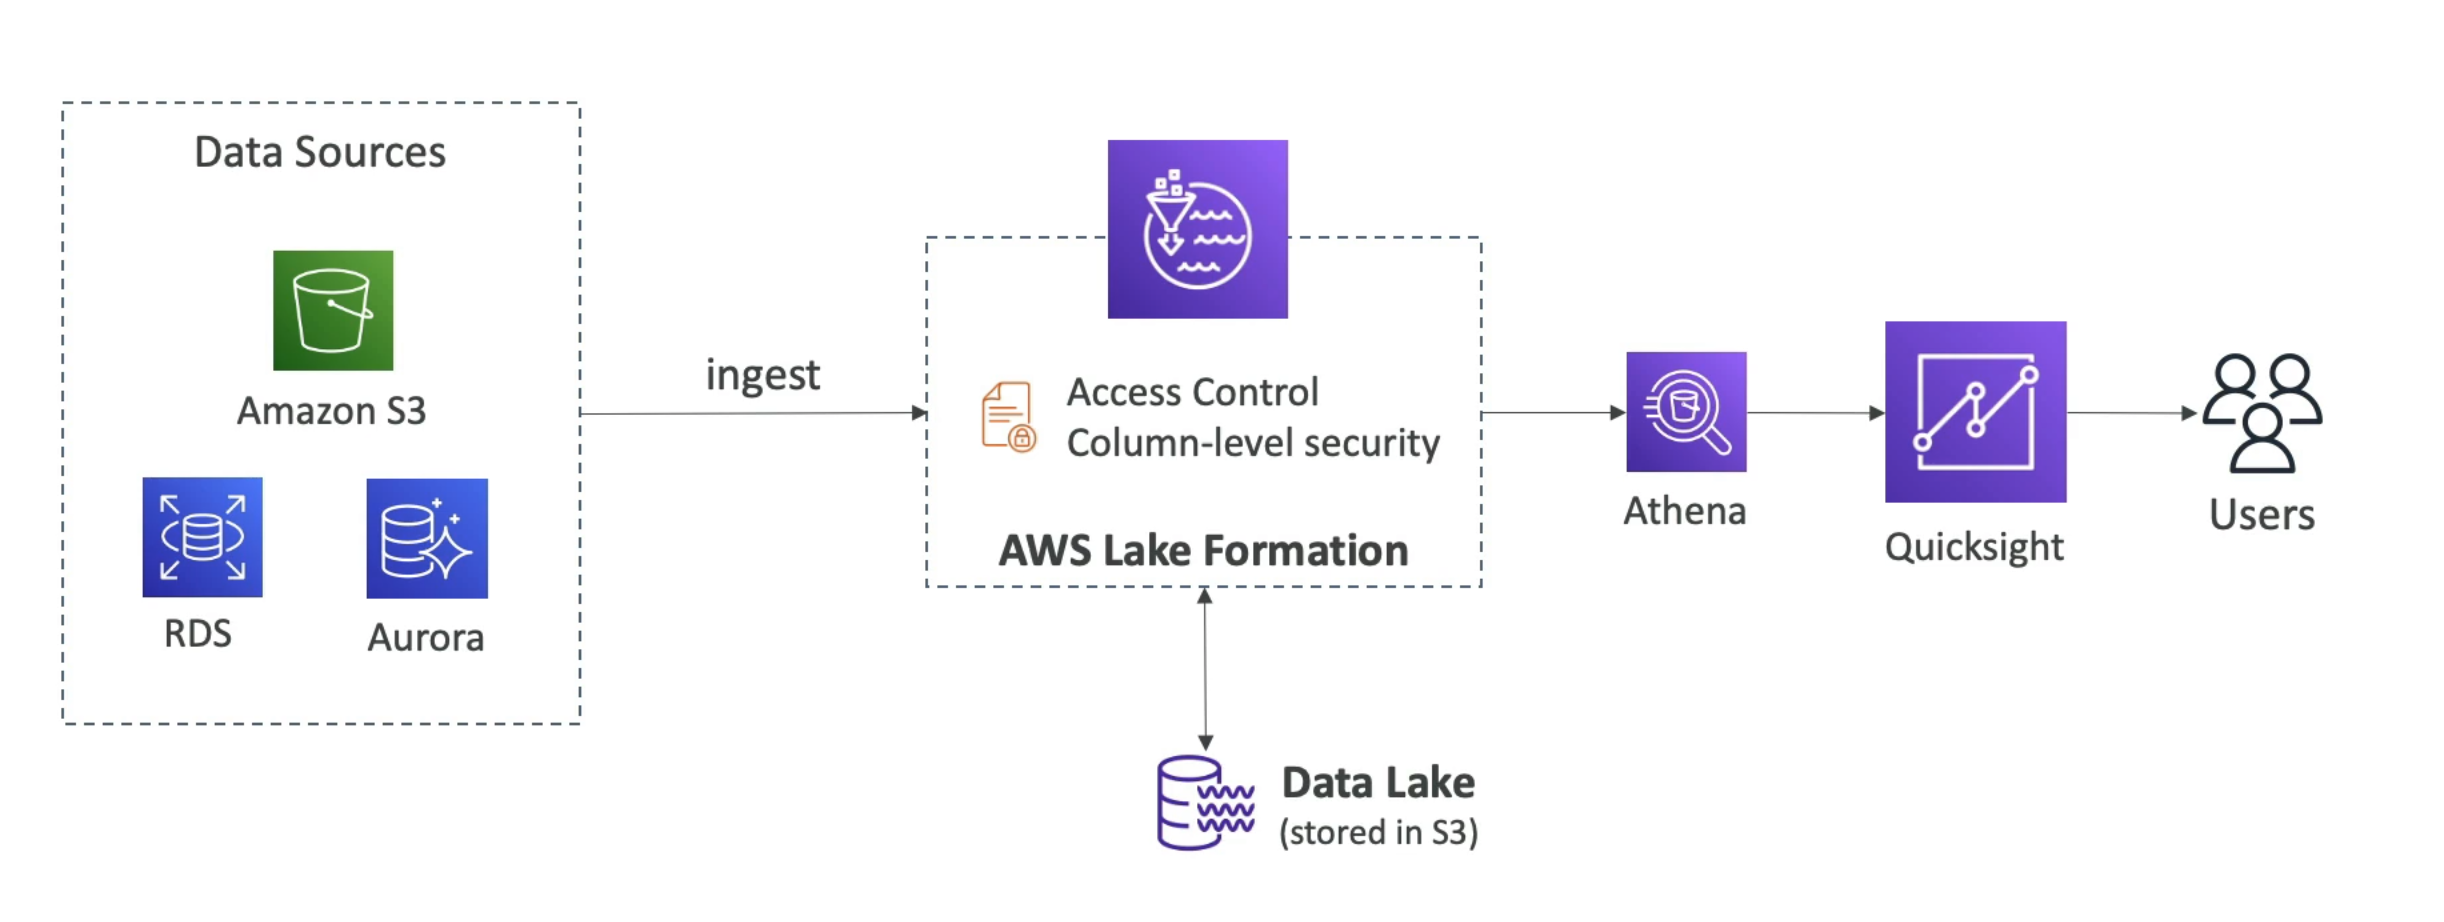 Data Sources
Amazon S3
RDS
Aurora
ingest
Access Control
Column-level security
AWS Lake Formation
Data Lake
(stored in S3)
Athena
Quicksight
Users